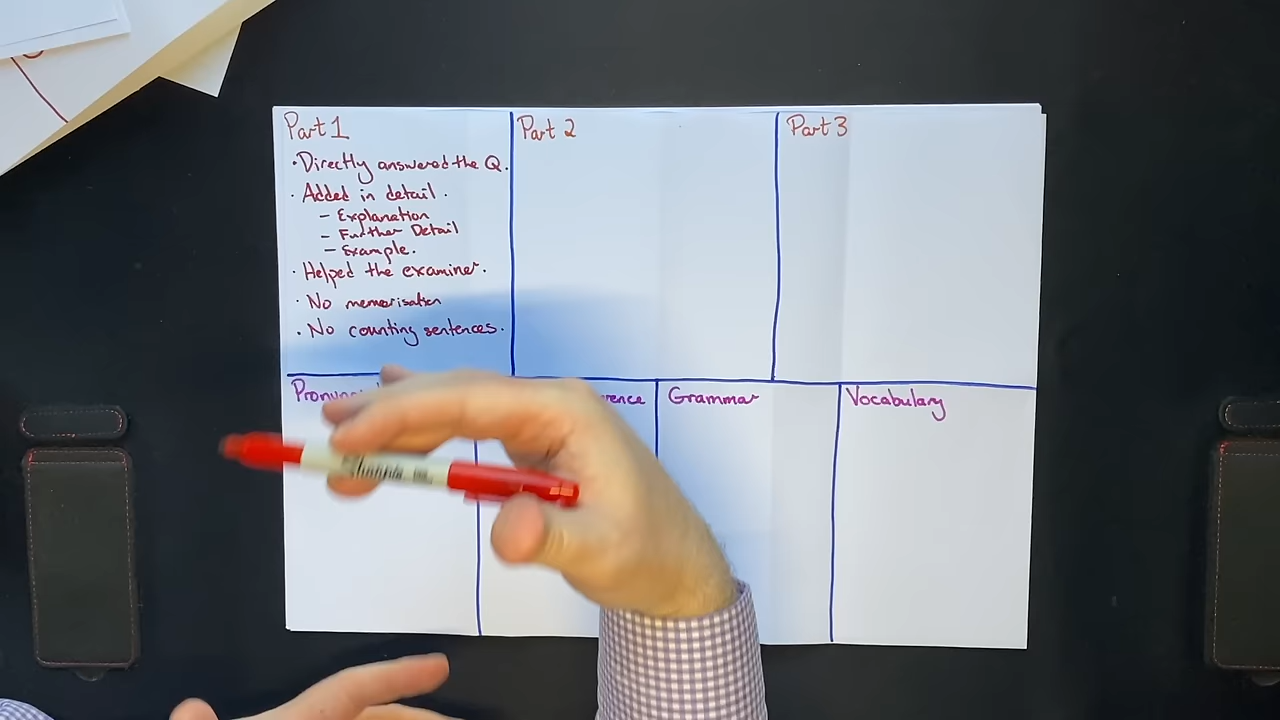 Part 1
• Directly answered the Q.
• Added in detail.
– Explanation
– Further Detail
– Example.
• Helped the examiner.
• No memorisation
• No counting sentences.
Part 2
Part 3
Grammar
Vocabulary
Sharpie